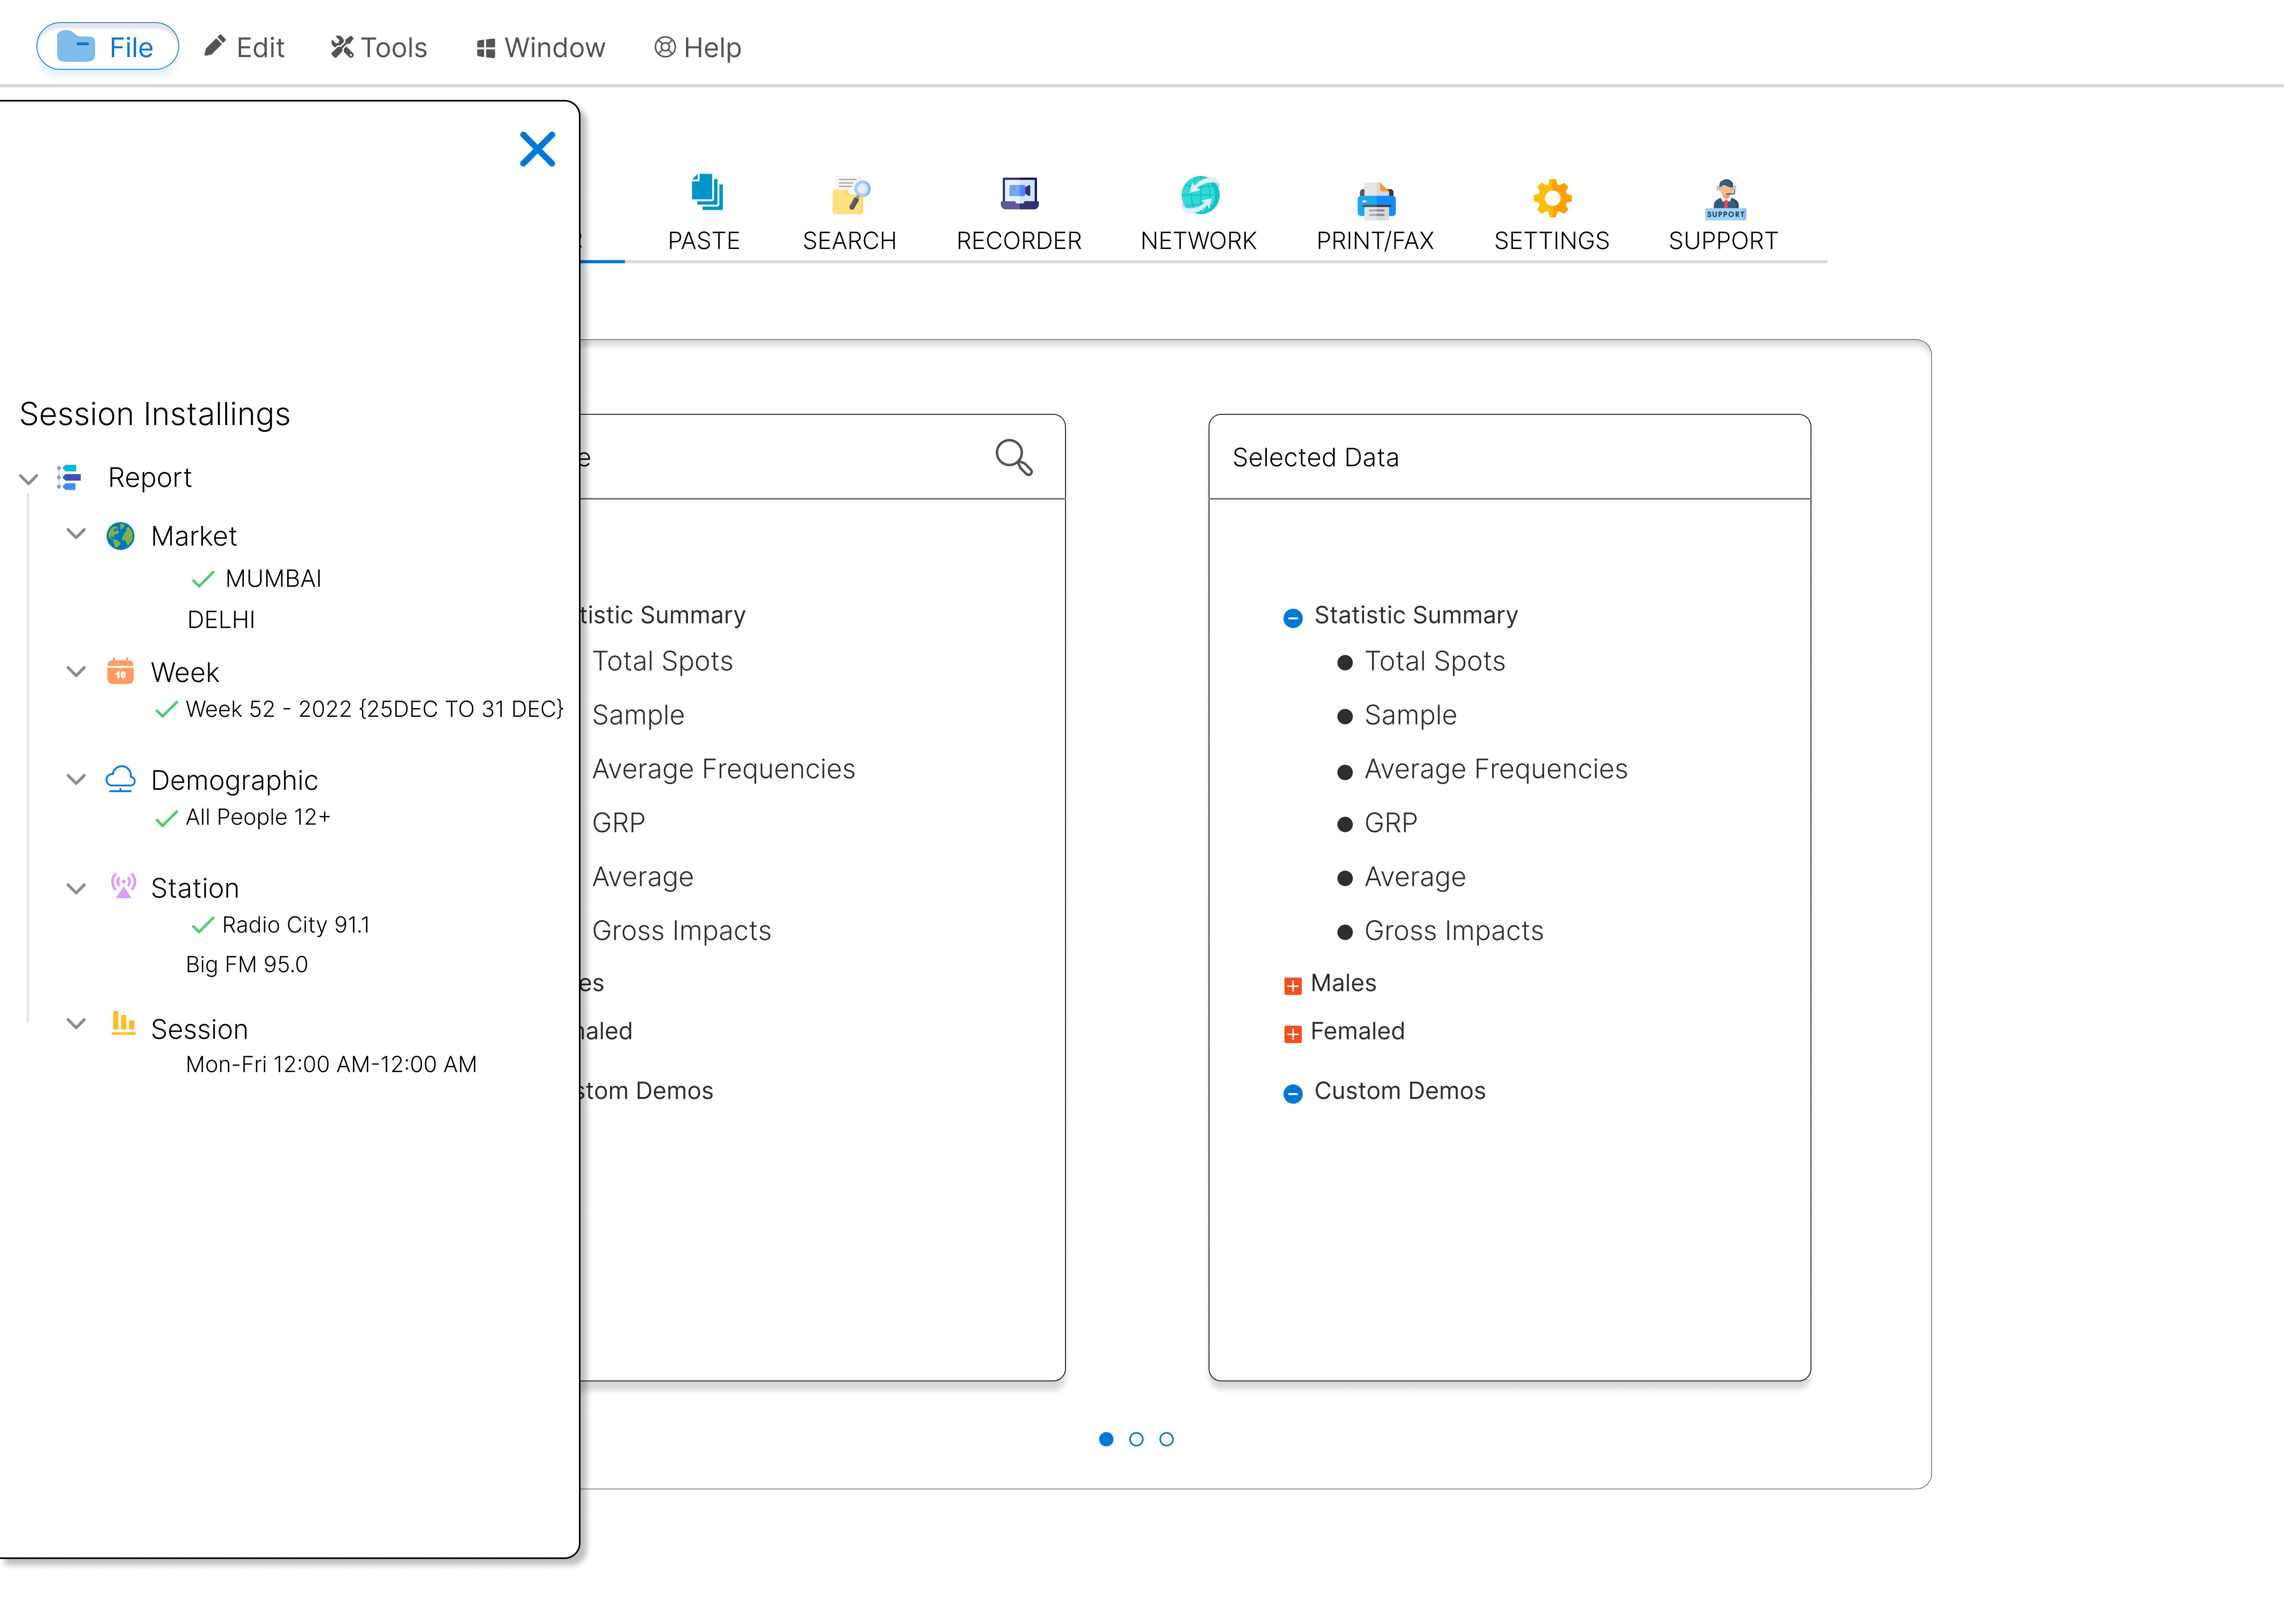 File Edit Tools Window Help
PASTE SEARCH RECORDER NETWORK PRINT/FAX SETTINGS SUPPORT
SUPPORT
Session Installings
Report
Market
MUMBAI
DELHI
10
Week
Week 52 - 2022 {25DEC TO 31 DEC}
Demographic
All People 12+
Station
Radio City 91.1
Big FM 95.0
Session
Mon-Fri 12:00 AM-12:00 AM
tistic Summary
Total Spots
Sample
Average Frequencies
GRP
Average
Gross Impacts
es
aled
stom Demos
Selected Data
Statistic Summary
Total Spots
Sample
Average Frequencies
GRP
Average
Gross Impacts
Males
Femaled
Custom Demos